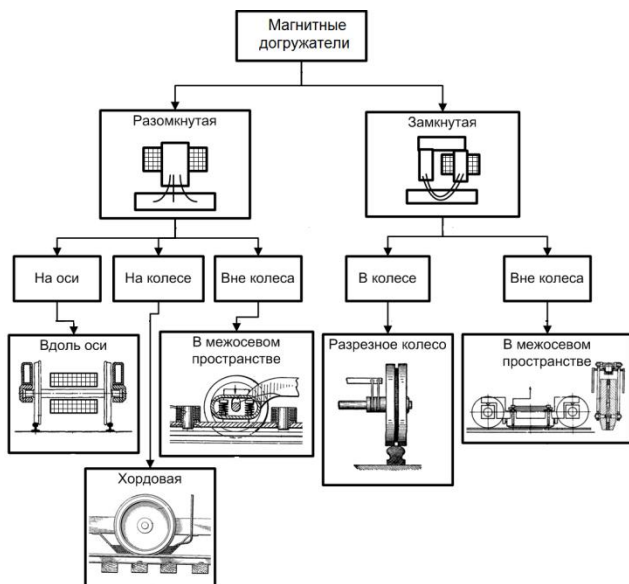 Магнитные
догружатели
Разомкнутая
Замкнутая
На оси
На колесе
Вне колеса
В колесе
Вне колеса
Вдоль оси
В межосевом
пространстве
Разрезное колесо
В межосевом
пространстве
Хордовая